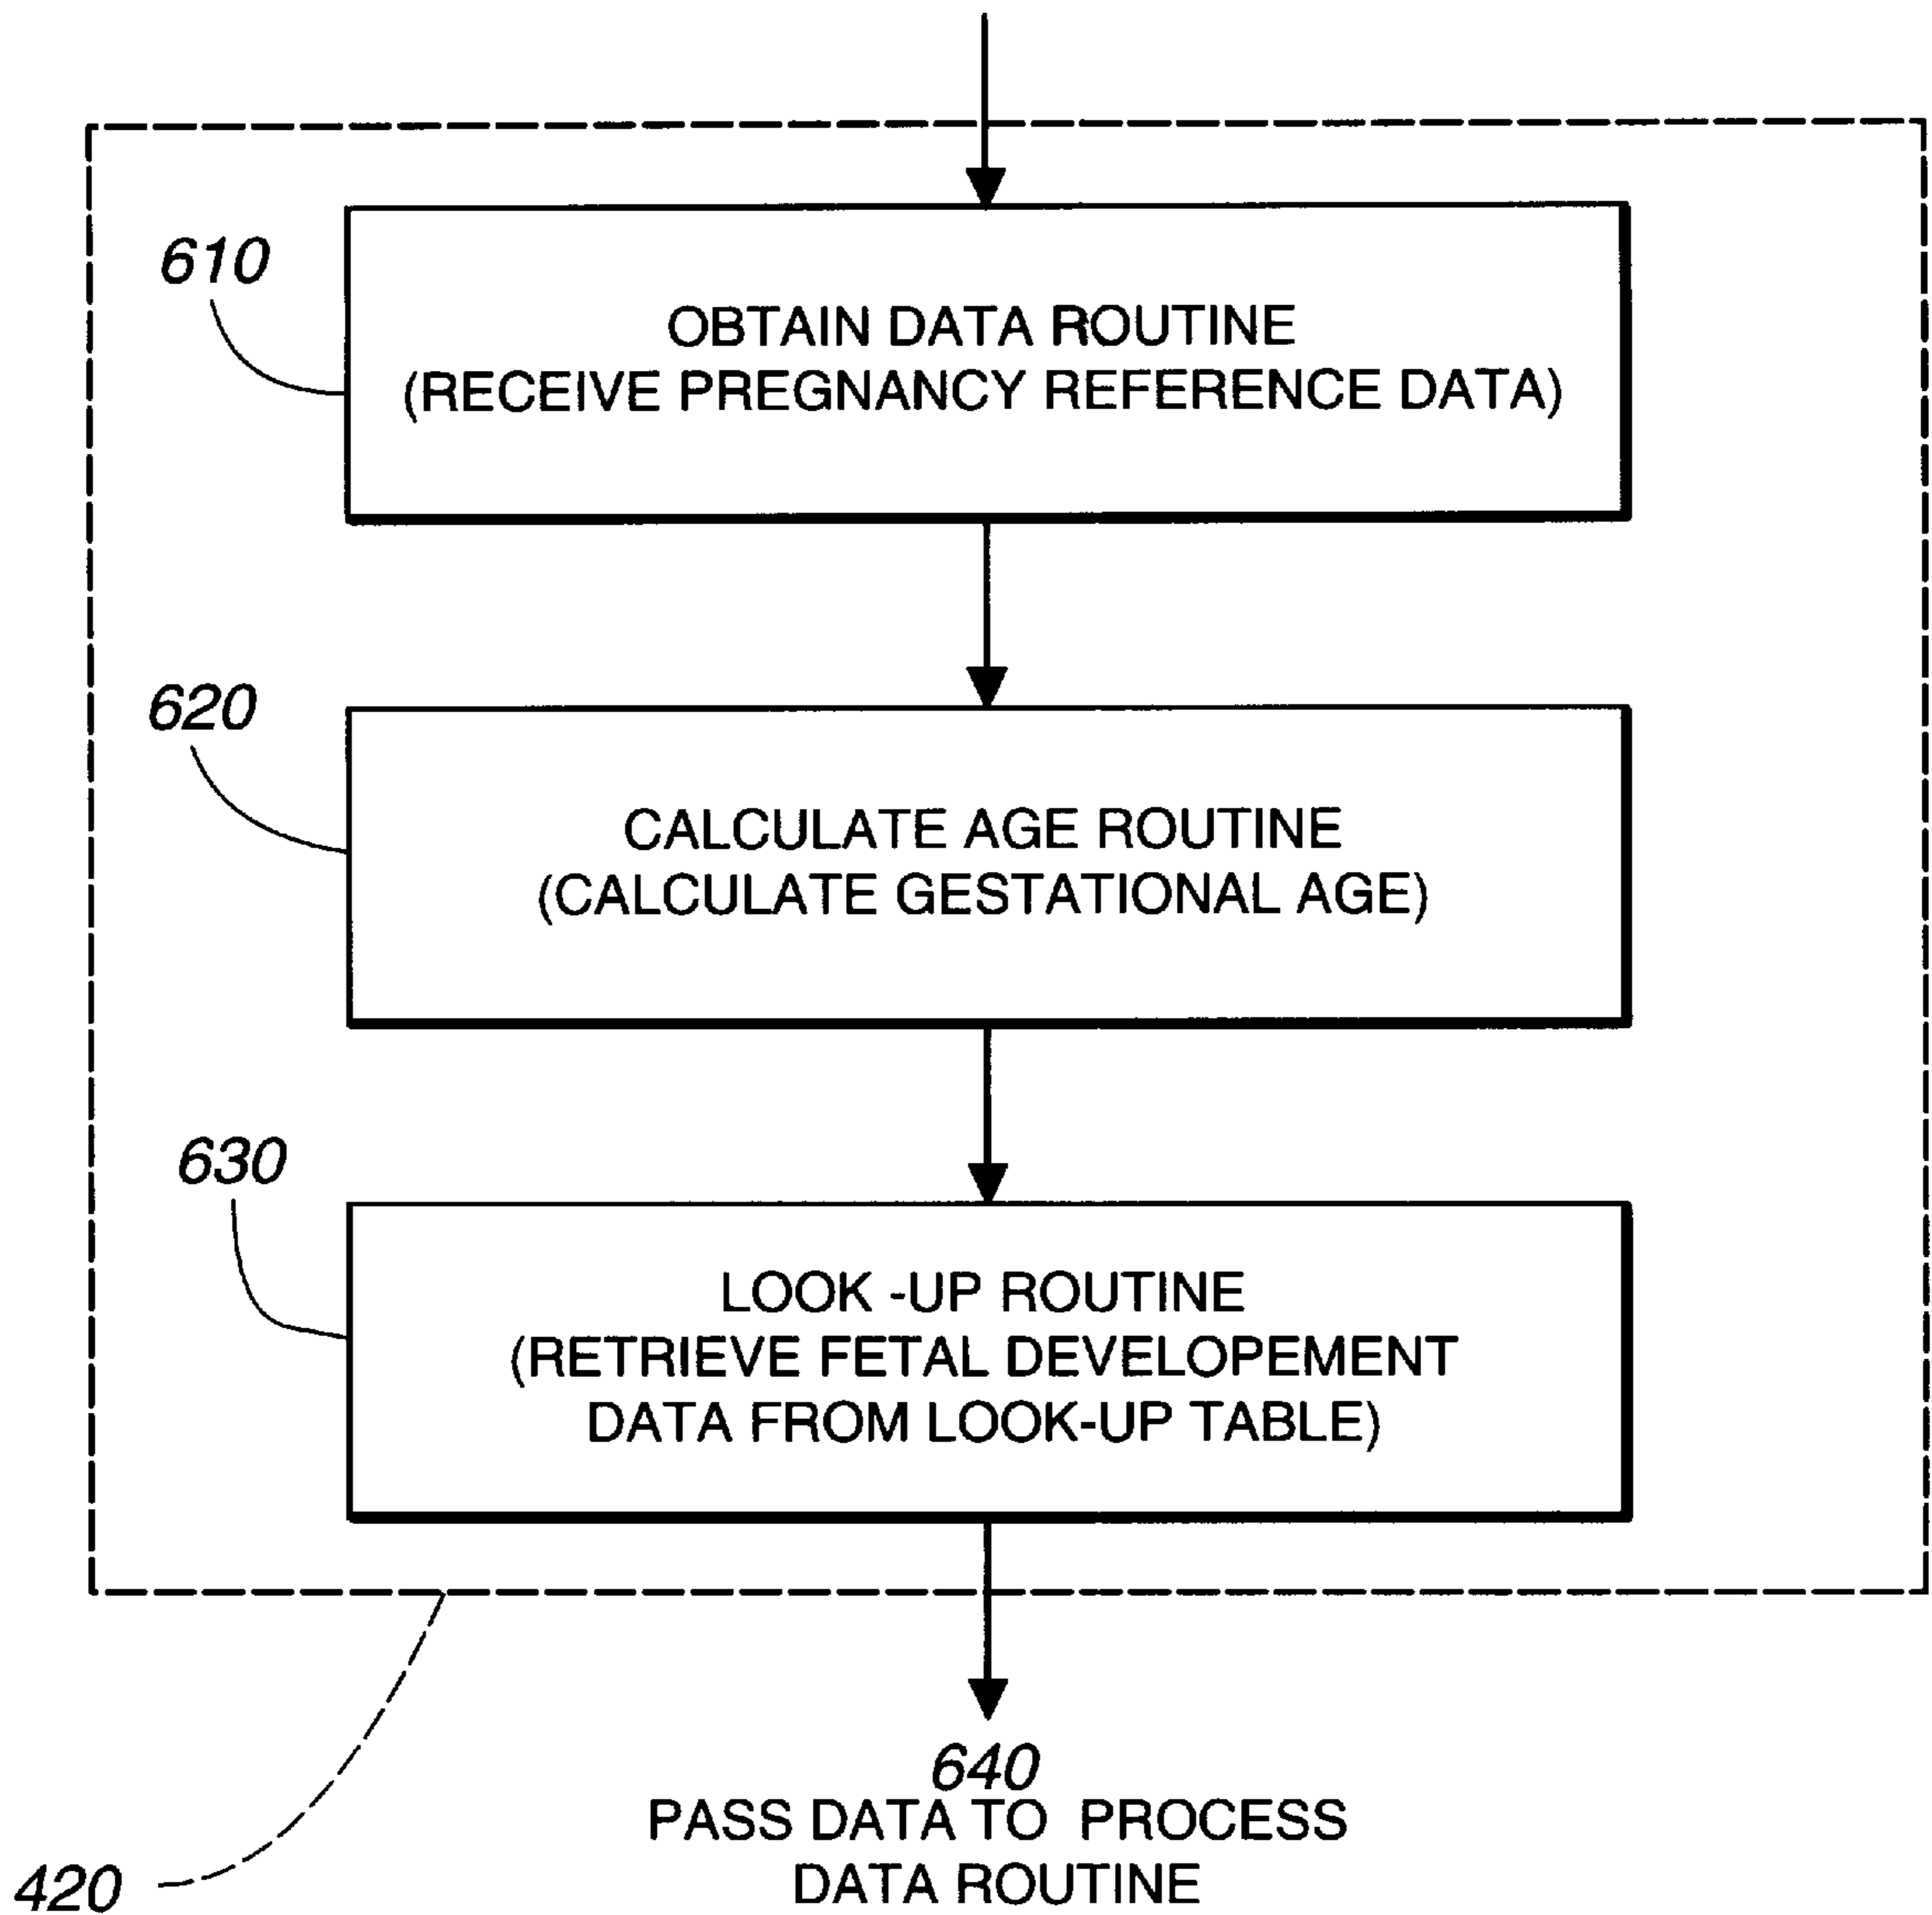 610
OBTAIN DATA ROUTINE
(RECEIVE PREGNANCY REFERENCE DATA)
620
CALCULATE AGE ROUTINE
(CALCULATE GESTATIONAL AGE)
630
LOOK -UP ROUTINE
(RETRIEVE FETAL DEVELOPEMENT
DATA FROM LOOK-UP TABLE)
640
PASS DATA TO PROCESS
DATA ROUTINE
420